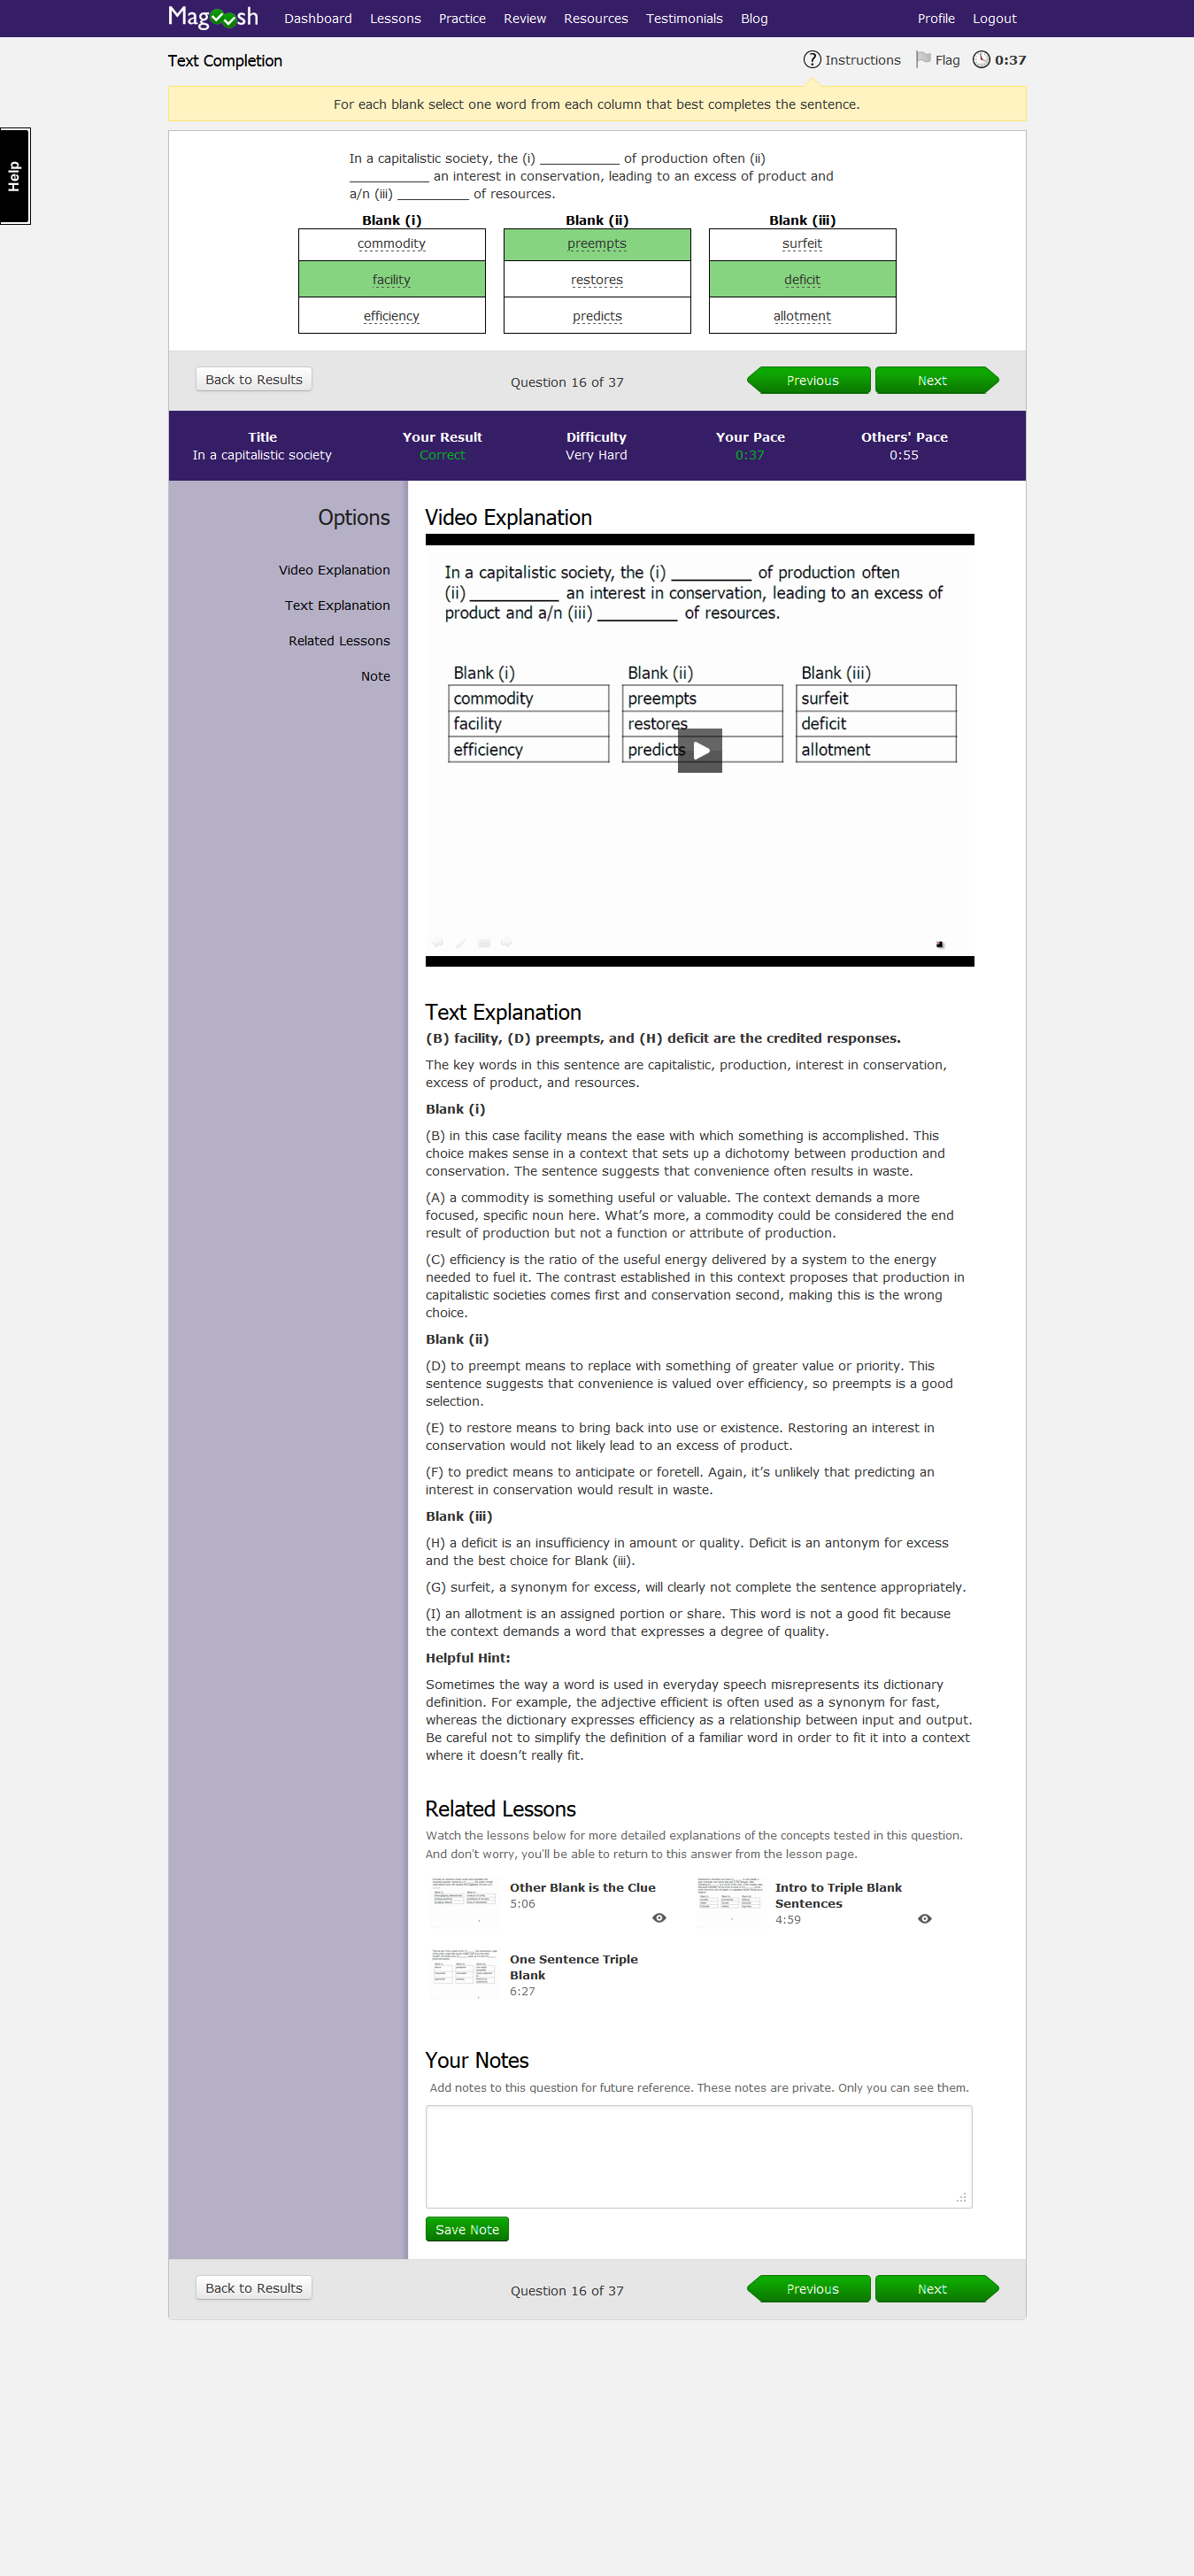 Magoosh Dashboard Lessons Practice Review Resources Testimonials Blog Profile Logout
Text Completion
? Instructions Flag 0:37
For each blank select one word from each column that best completes the sentence.
Help
In a capitalistic society, the (i) ___________ of production often (ii)
___________ an interest in conservation, leading to an excess of product and
a/n (iii) __________ of resources.
Blank (i) Blank (ii) Blank (iii)
commodity preempts surfeit
facility restores deficit
efficiency predicts allotment
Back to Results Question 16 of 37 Previous Next
Title Your Result Difficulty Your Pace Others' Pace
In a capitalistic society Correct Very Hard 0:37 0:55
Options
Video Explanation
Text Explanation
Related Lessons
Note
Video Explanation
In a capitalistic society, the (i) _________ of production often
(ii) __________ an interest in conservation, leading to an excess of
product and a/n (iii) _________ of resources.
Blank (i) Blank (ii) Blank (iii)
commodity preempts surfeit
facility restores deficit
efficiency predicts allotment
Text Explanation
(B) facility, (D) preempts, and (H) deficit are the credited responses.
The key words in this sentence are capitalistic, production, interest in conservation,
excess of product, and resources.
Blank (i)
(B) in this case facility means the ease with which something is accomplished. This
choice makes sense in a context that sets up a dichotomy between production and
conservation. The sentence suggests that convenience often results in waste.
(A) a commodity is something useful or valuable. The context demands a more
focused, specific noun here. What’s more, a commodity could be considered the end
result of production but not a function or attribute of production.
(C) efficiency is the ratio of the useful energy delivered by a system to the energy
needed to fuel it. The contrast established in this context proposes that production in
capitalistic societies comes first and conservation second, making this is the wrong
choice.
Blank (ii)
(D) to preempt means to replace with something of greater value or priority. This
sentence suggests that convenience is valued over efficiency, so preempts is a good
selection.
(E) to restore means to bring back into use or existence. Restoring an interest in
conservation would not likely lead to an excess of product.
(F) to predict means to anticipate or foretell. Again, it’s unlikely that predicting an
interest in conservation would result in waste.
Blank (iii)
(H) a deficit is an insufficiency in amount or quality. Deficit is an antonym for excess
and the best choice for Blank (iii).
(G) surfeit, a synonym for excess, will clearly not complete the sentence appropriately.
(I) an allotment is an assigned portion or share. This word is not a good fit because
the context demands a word that expresses a degree of quality.
Helpful Hint:
Sometimes the way a word is used in everyday speech misrepresents its dictionary
definition. For example, the adjective efficient is often used as a synonym for fast,
whereas the dictionary expresses efficiency as a relationship between input and output.
Be careful not to simplify the definition of a familiar word in order to fit it into a context
where it doesn’t really fit.
Related Lessons
Watch the lessons below for more detailed explanations of the concepts tested in this question.
And don't worry, you'll be able to return to this answer from the lesson page.
Other Blank is the Clue
5:06
Intro to Triple Blank
Sentences
4:59
One Sentence Triple
Blank
6:27
Your Notes
Add notes to this question for future reference. These notes are private. Only you can see them.
Save Note
Back to Results Question 16 of 37 Previous Next